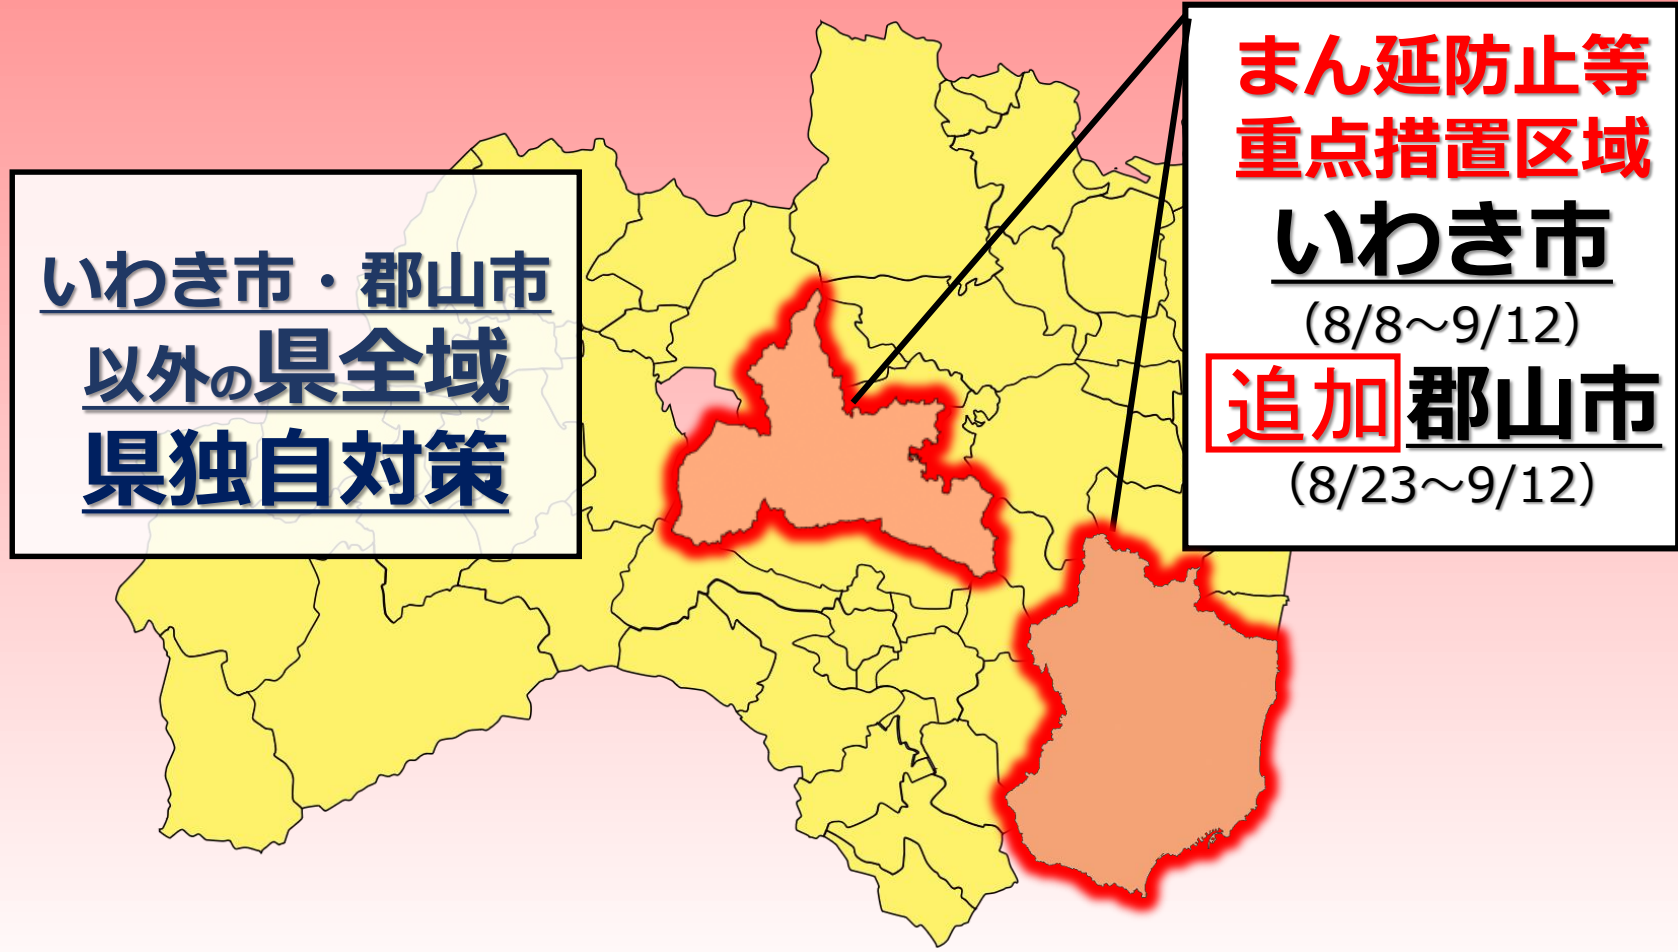 いわき市・郡山市
以外の県全域
県独自対策
まん延防止等
重点措置区域
いわき市
（8/8～9/12）
追加 郡山市
（8/23～9/12）